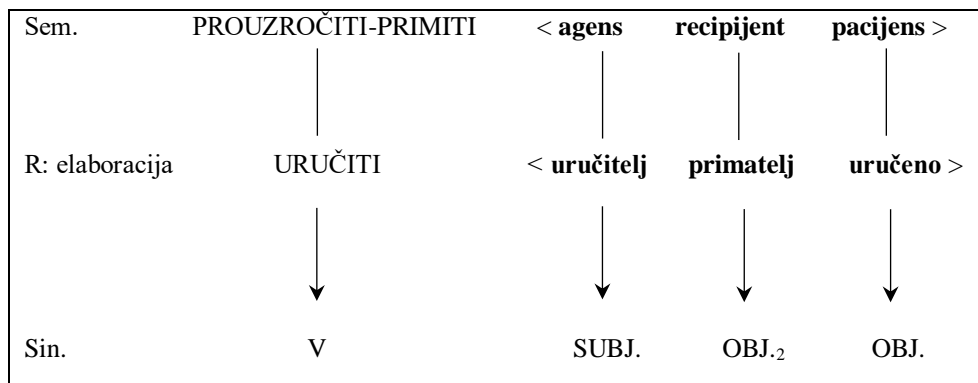 Sem. PROUZROČITI-PRIMITI < agens recipijent pacijens >
R: elaboracija URUČITI < uručitelj primatelj uručeno >
Sin. V SUBJ. OBJ.₂ OBJ.